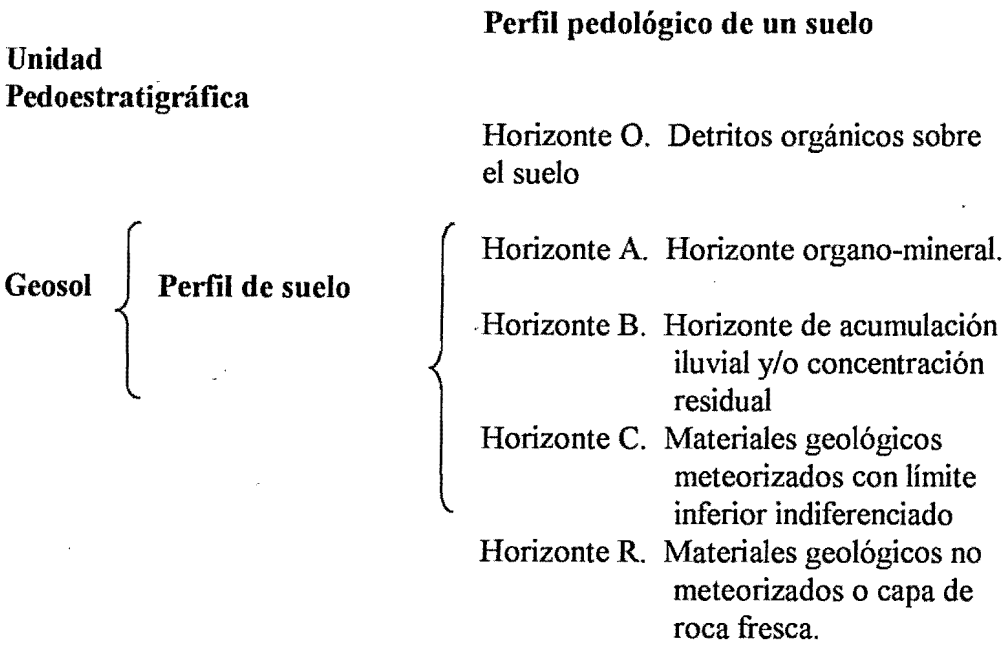 Perfil pedológico de un suelo
Unidad
Pedoestratigráfica
Horizonte O. Detritos orgánicos sobre
el suelo
Geosol
Perfil de suelo
Horizonte A. Horizonte organo-mineral.
Horizonte B. Horizonte de acumulación
iluvial y/o concentración
residual
Horizonte C. Materiales geológicos
meteorizados con límite
inferior indiferenciado
Horizonte R. Materiales geológicos no
meteorizados o capa de
roca fresca.